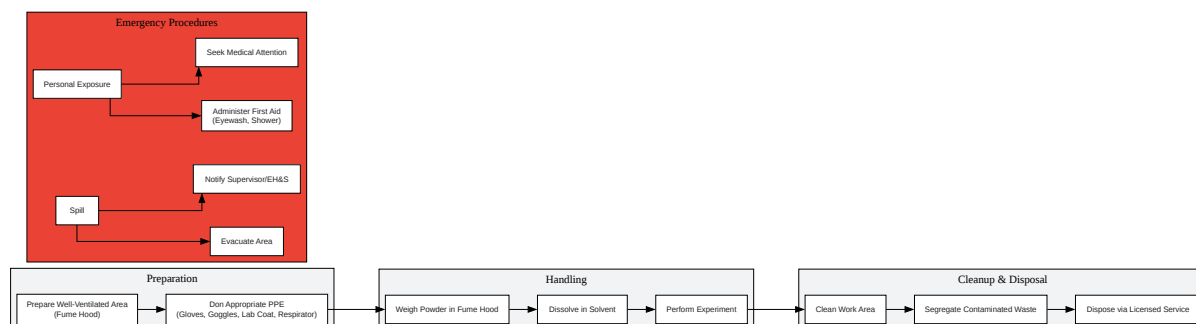 Emergency Procedures
Seek Medical Attention
Personal Exposure
Administer First Aid
(Eyewash, Shower)
Notify Supervisor/EH&S
Spill
Evacuate Area
Preparation
Prepare Well-Ventilated Area
(Fume Hood)
Don Appropriate PPE
(Gloves, Goggles, Lab Coat, Respirator)
Handling
Weigh Powder in Fume Hood
Dissolve in Solvent
Perform Experiment
Cleanup & Disposal
Clean Work Area
Segregate Contaminated Waste
Dispose via Licensed Service